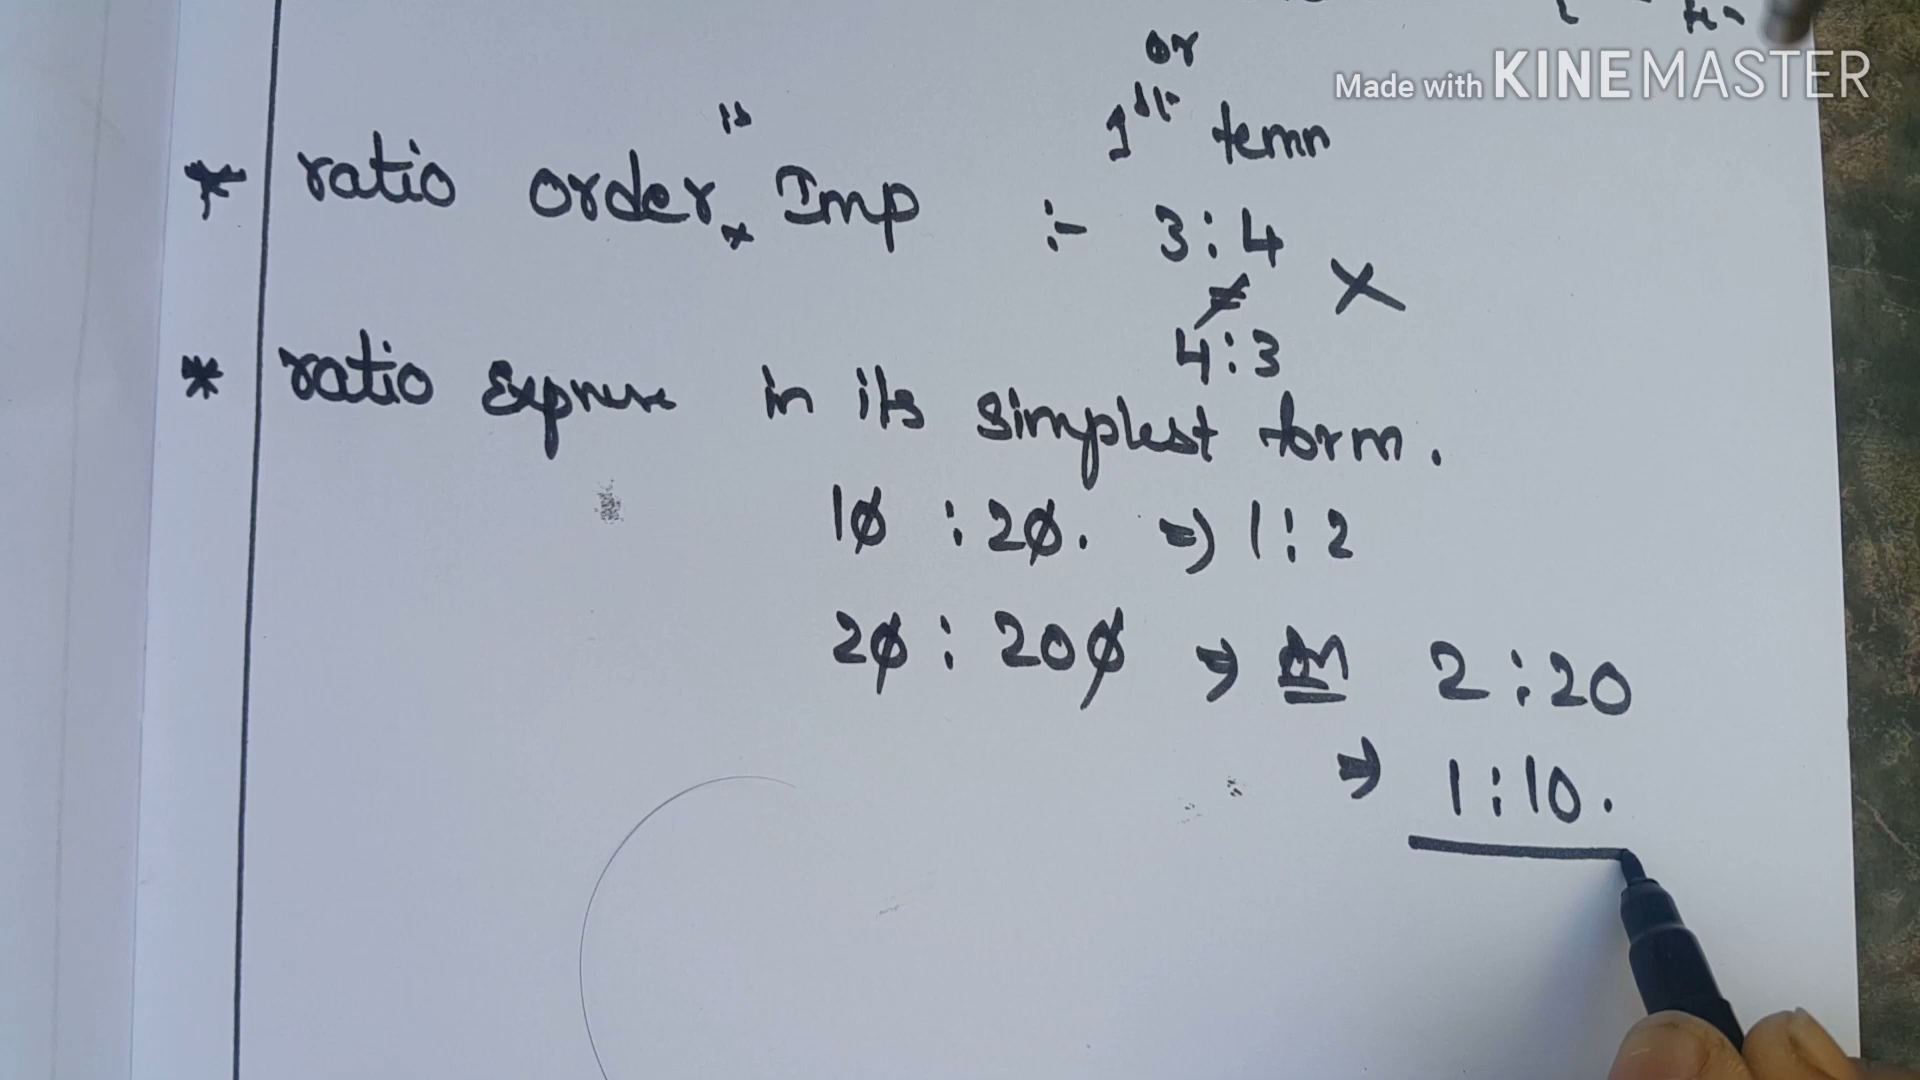 or
Made with KINEMASTER
1st term
is
* ratio order Imp :- 3:4 ×
≠
4:3
* ratio Express in its simplest form.
10 : 20. ⇒ 1:2
20 : 200 ⇒ 2:20
⇒ 1:10.